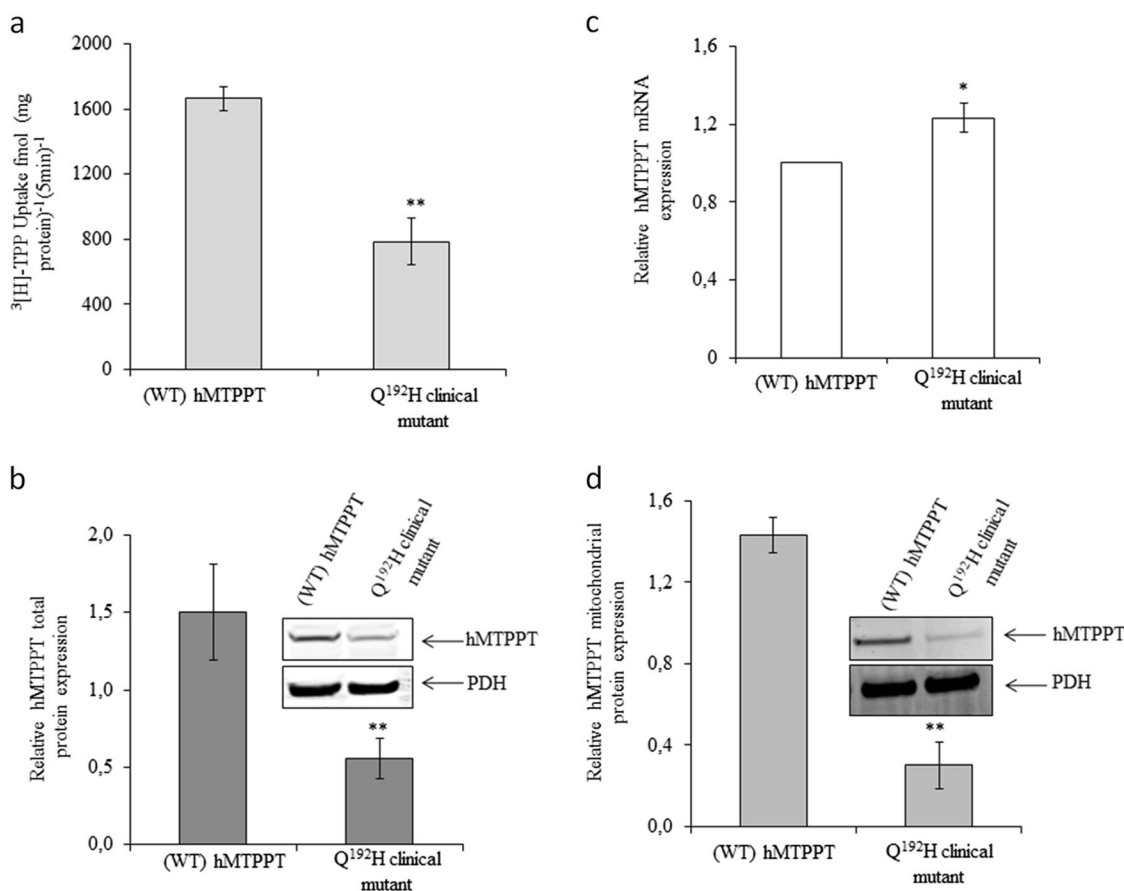 a
2000
1600
1200
800
400
0
³[H]-TPP Uptake fmol (mg
protein)⁻¹(5min)⁻¹
**
(WT) hMTPPT
Q¹⁹²H clinical
mutant
c
1,6
1,2
0,8
0,4
0
Relative hMTPPT mRNA
expression
*
(WT) hMTPPT
Q¹⁹²H clinical
mutant
b
2,0
1,5
1,0
0,5
0,0
Relative hMTPPT total
protein expression
(WT) hMTPPT
Q¹⁹²H clinical
mutant
hMTPPT
PDH
**
(WT) hMTPPT
Q¹⁹²H clinical
mutant
d
1,6
1,2
0,8
0,4
0,0
Relative hMTPPT mitochondrial
protein expression
(WT) hMTPPT
Q¹⁹²H clinical
mutant
hMTPPT
PDH
**
(WT) hMTPPT
Q¹⁹²H clinical
mutant